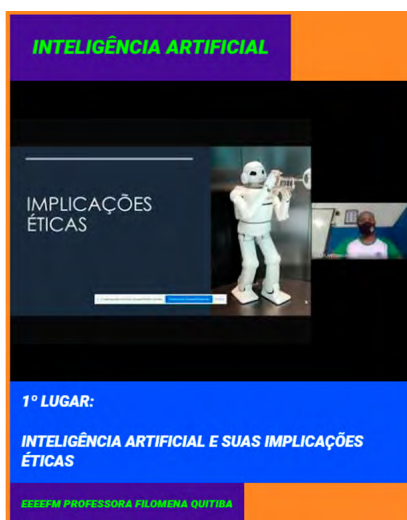 INTELIGÊNCIA ARTIFICIAL
IMPLICAÇÕES
ÉTICAS
1º LUGAR:
INTELIGÊNCIA ARTIFICIAL E SUAS IMPLICAÇÕES
ÉTICAS
EEEEFM PROFESSORA FILOMENA QUITIBA